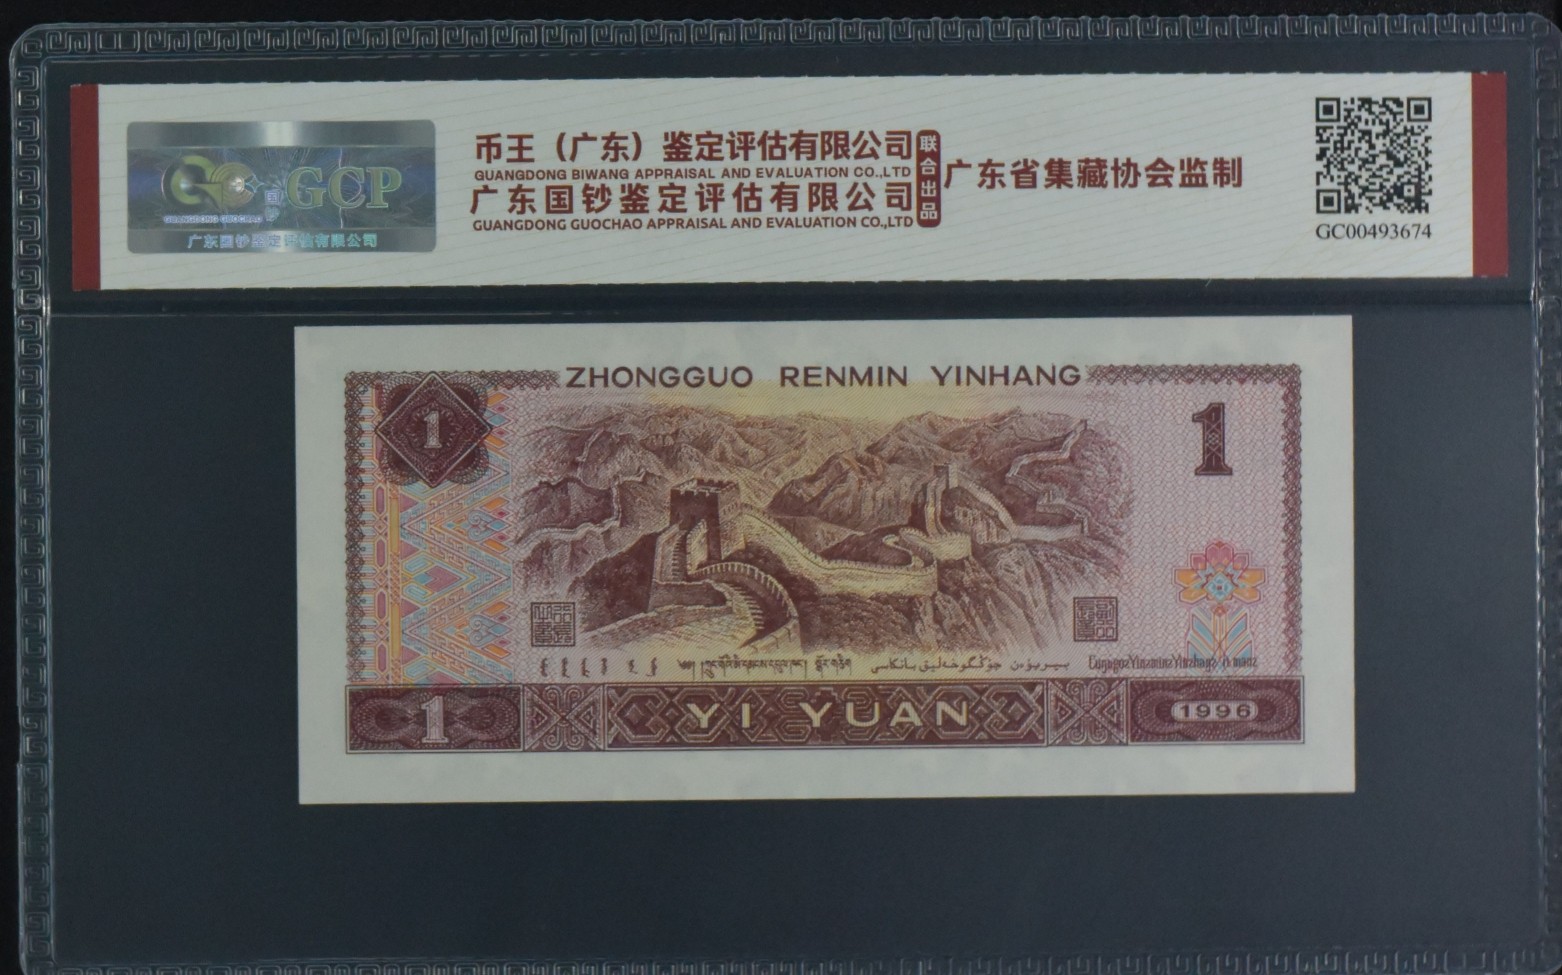 GCP
GUANGDONG GUOCHAO
广东国钞鉴定评估有限公司
币王（广东）鉴定评估有限公司
GUANGDONG BIWANG APPRAISAL AND EVALUATION CO.,LTD
广东国钞鉴定评估有限公司
GUANGDONG GUOCHAO APPRAISAL AND EVALUATION CO.,LTD
联合出品
广东省集藏协会监制
GC00493674
ZHONGGUO RENMIN YINHANG
1
1
1
YI YUAN
1996